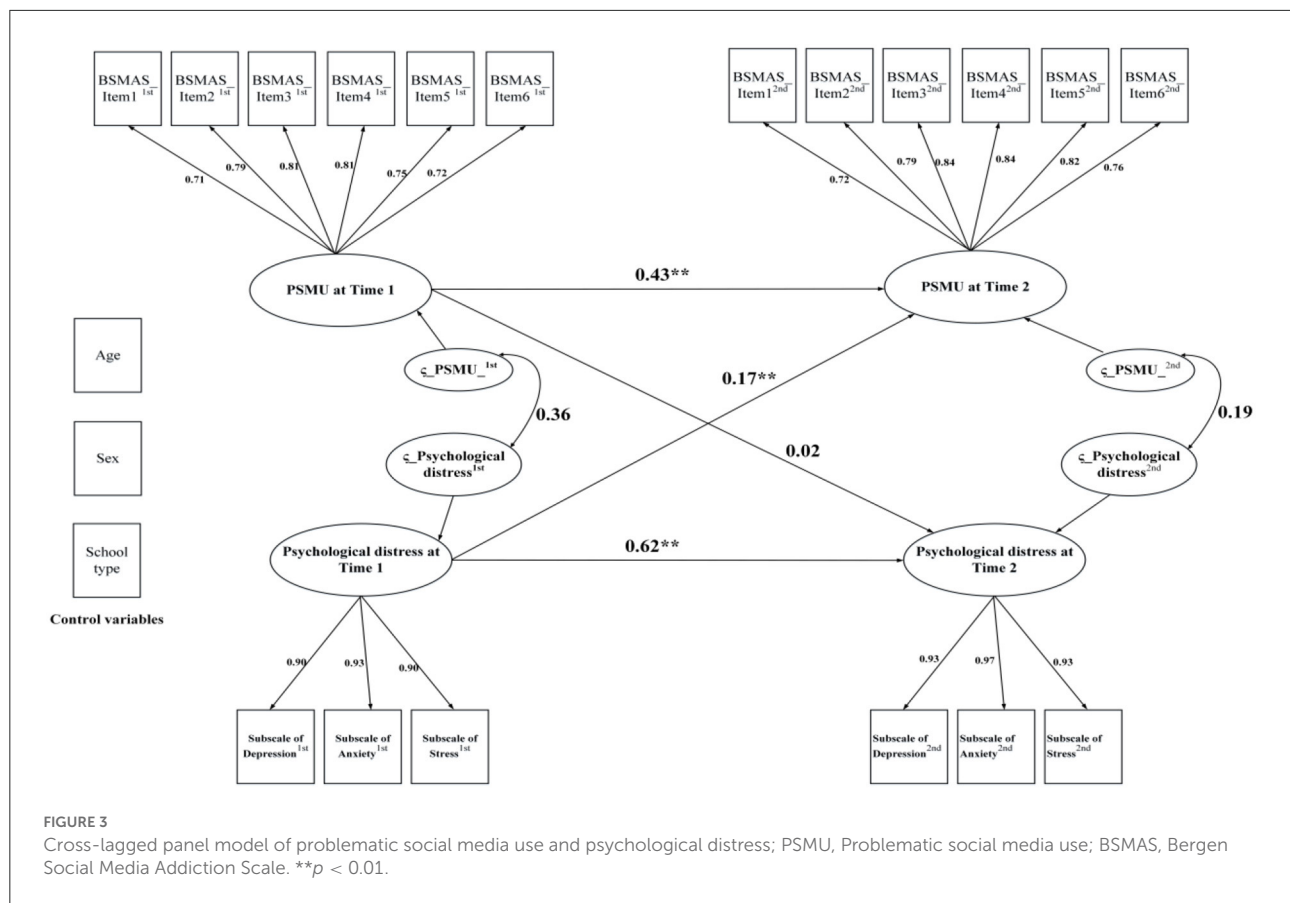 BSMAS_
Item1 1st
BSMAS_
Item2 1st
BSMAS_
Item3 1st
BSMAS_
Item4 1st
BSMAS_
Item5 1st
BSMAS_
Item6 1st
BSMAS_
Item1 2nd
BSMAS_
Item2 2nd
BSMAS_
Item3 2nd
BSMAS_
Item4 2nd
BSMAS_
Item5 2nd
BSMAS_
Item6 2nd
0.71
0.79
0.81
0.81
0.75
0.72
0.72
0.79
0.84
0.84
0.82
0.76
PSMU at Time 1
0.43**
PSMU at Time 2
Age
Sex
School
type
Control variables
ς_PSMU_1st
0.36
ς_Psychological
distress1st
0.17**
0.02
ς_PSMU_2nd
0.19
ς_Psychological
distress2nd
Psychological distress at
Time 1
0.62**
Psychological distress at
Time 2
0.90
0.93
0.90
0.93
0.97
0.93
Subscale of
Depression1st
Subscale of
Anxiety1st
Subscale of
Stress1st
Subscale of
Depression2nd
Subscale of
Anxiety2nd
Subscale of
Stress2nd
FIGURE 3
Cross-lagged panel model of problematic social media use and psychological distress; PSMU, Problematic social media use; BSMAS, Bergen
Social Media Addiction Scale. **p < 0.01.